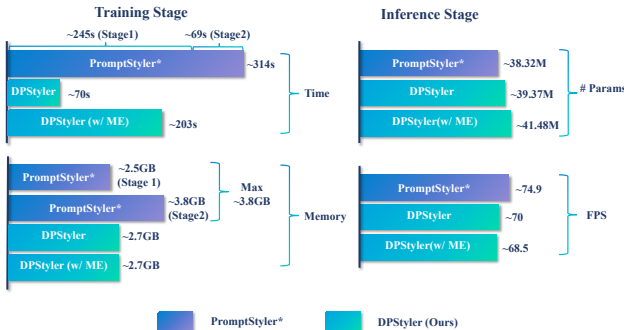 Training Stage
Inference Stage
~245s (Stage1)
~69s (Stage2)
PromptStyler*
~314s
DPStyler
~70s
DPStyler (w/ ME)
~203s
Time
PromptStyler*
~38.32M
DPStyler
~39.37M
DPStyler(w/ ME)
~41.48M
# Params
PromptStyler*
~2.5GB
(Stage 1)
PromptStyler*
~3.8GB
(Stage2)
Max
~3.8GB
DPStyler
~2.7GB
DPStyler (w/ ME)
~2.7GB
Memory
PromptStyler*
~74.9
DPStyler
~70
DPStyler(w/ ME)
~68.5
FPS
PromptStyler*
DPStyler (Ours)